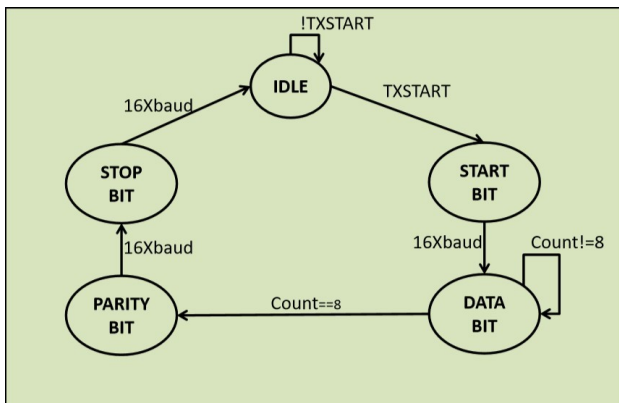 !TXSTART
IDLE
TXSTART
16Xbaud
STOP
BIT
START
BIT
16Xbaud
16Xbaud
Count!=8
PARITY
BIT
Count==8
DATA
BIT